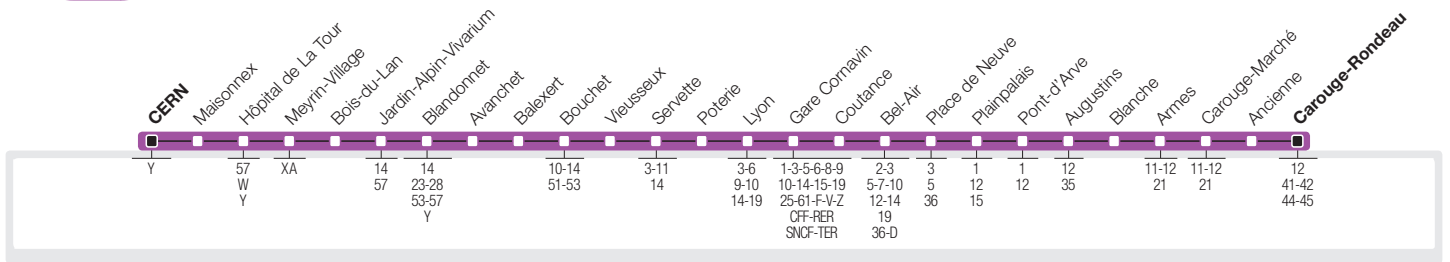 CERN
Maisonnex
Hôpital de La Tour
Meyrin-Village
Bois-du-Lan
Jardin-Alpin-Vivarium
Blandonnet
Avanchet
Balexert
Bouchet
Vieusseux
Servette
Poterie
Lyon
Gare Cornavin
Coutance
Bel-Air
Place de Neuve
Plainpalais
Pont-d'Arve
Augustins
Blanche
Armes
Carouge-Marché
Ancienne
Carouge-Rondeau
Y
57
W
Y
XA
14
57
14
23-28
53-57
Y
10-14
51-53
3-11
14
3-6
9-10
14-19
1-3-5-6-8-9
10-14-15-19
25-61-F-V-Z
CFF-RER
SNCF-TER
2-3
5-7-10
12-14
19
36-D
3
5
36
1
12
15
1
12
12
35
11-12
21
11-12
21
12
41-42
44-45